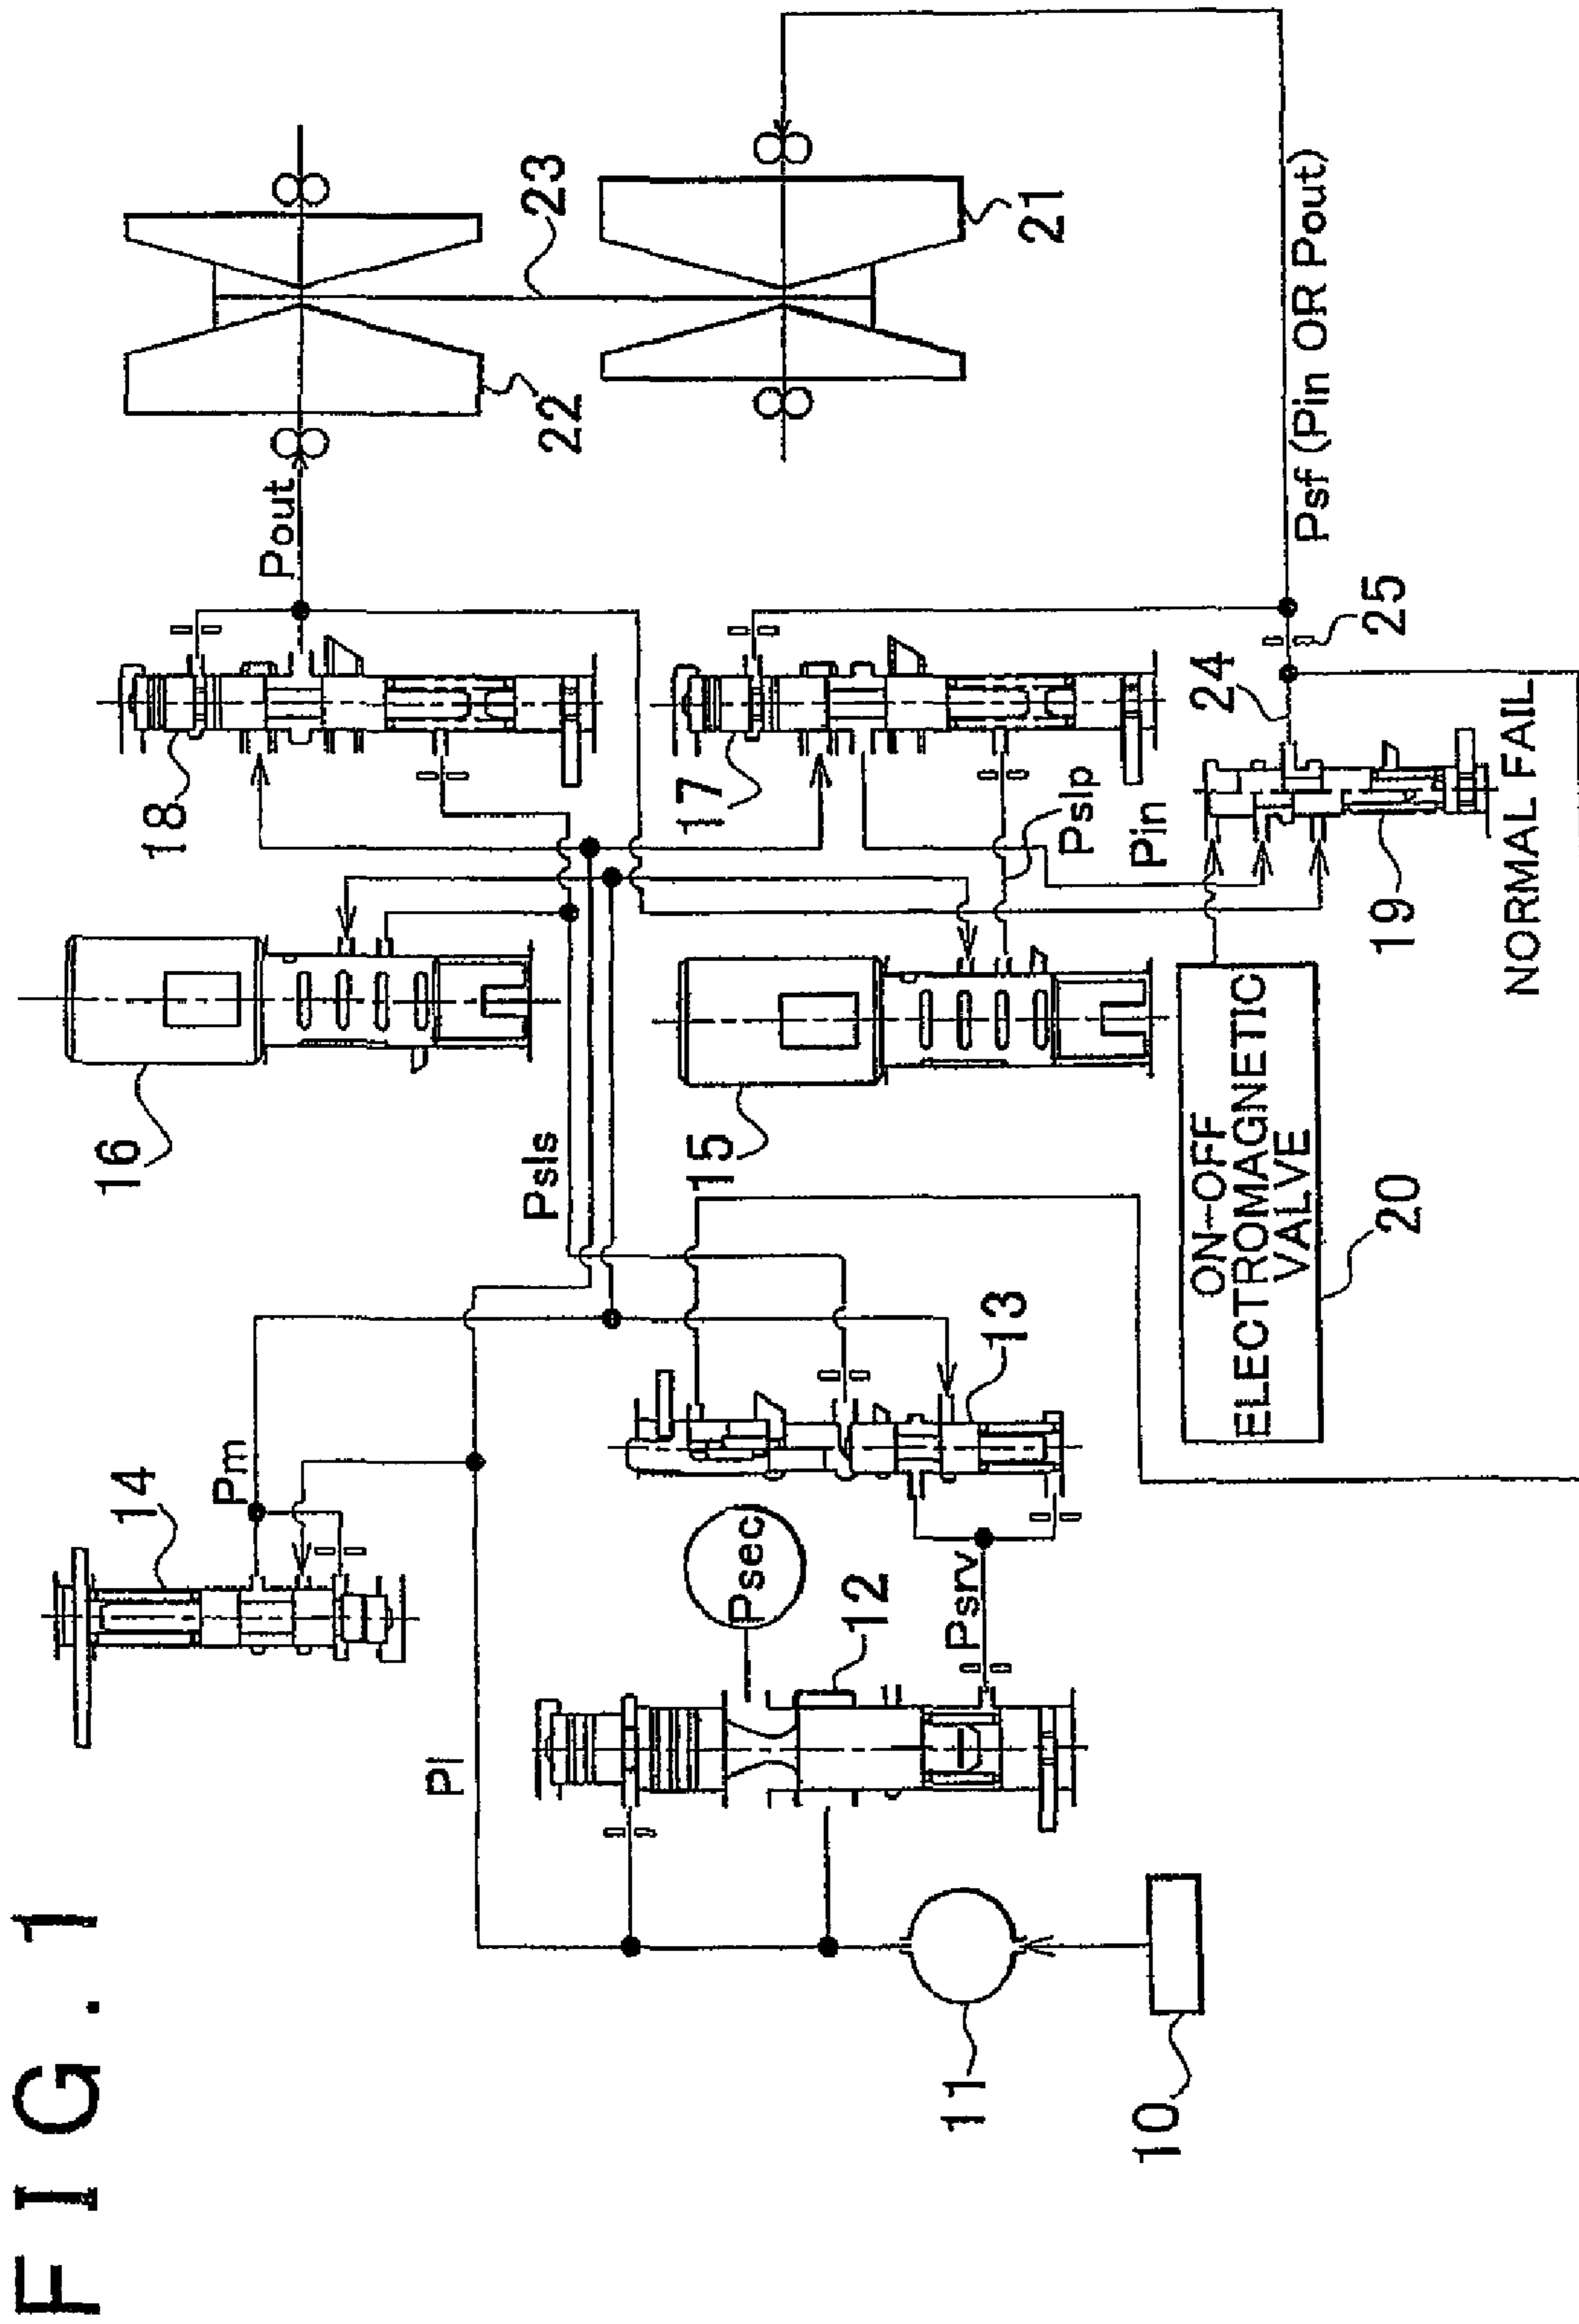 FIG. 1
16
18
Pout
22
23
14
Pm
Psls
Pl
15
17
21
Pslp
Pin
Psec
12
Psrv
13
24
25
Psf (Pin OR Pout)
19
NORMAL FAIL
ON-OFF
ELECTROMAGNETIC
VALVE
20
11
10